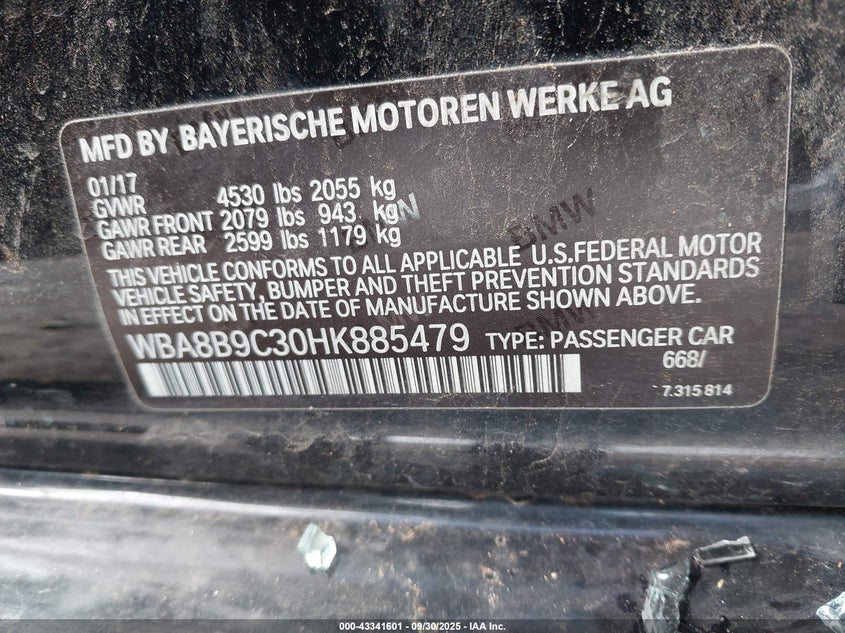 MFD BY BAYERISCHE MOTOREN WERKE AG
01/17
GVWR 4530 lbs 2055 kg
GAWR FRONT 2079 lbs 943 kg
GAWR REAR 2599 lbs 1179 kg
THIS VEHICLE CONFORMS TO ALL APPLICABLE U.S.FEDERAL MOTOR
VEHICLE SAFETY, BUMPER AND THEFT PREVENTION STANDARDS
IN EFFECT ON THE DATE OF MANUFACTURE SHOWN ABOVE.
WBA8B9C30HK885479 TYPE: PASSENGER CAR
668/
7.315 814
BMW
BMW
000-43341601 - 09/30/2025 - IAA Inc.